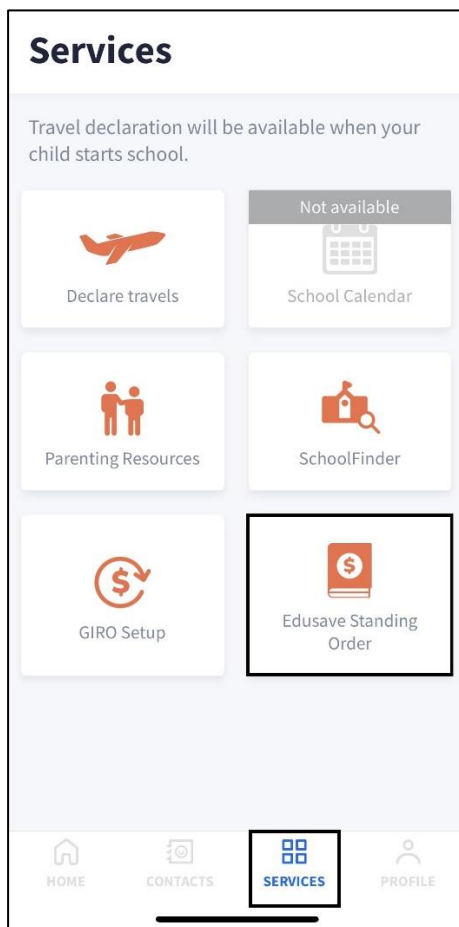 Services
Travel declaration will be available when your
child starts school.
Declare travels
Not available
School Calendar
Parenting Resources
SchoolFinder
$
GIRO Setup
$
Edusave Standing
Order
HOME
CONTACTS
SERVICES
PROFILE